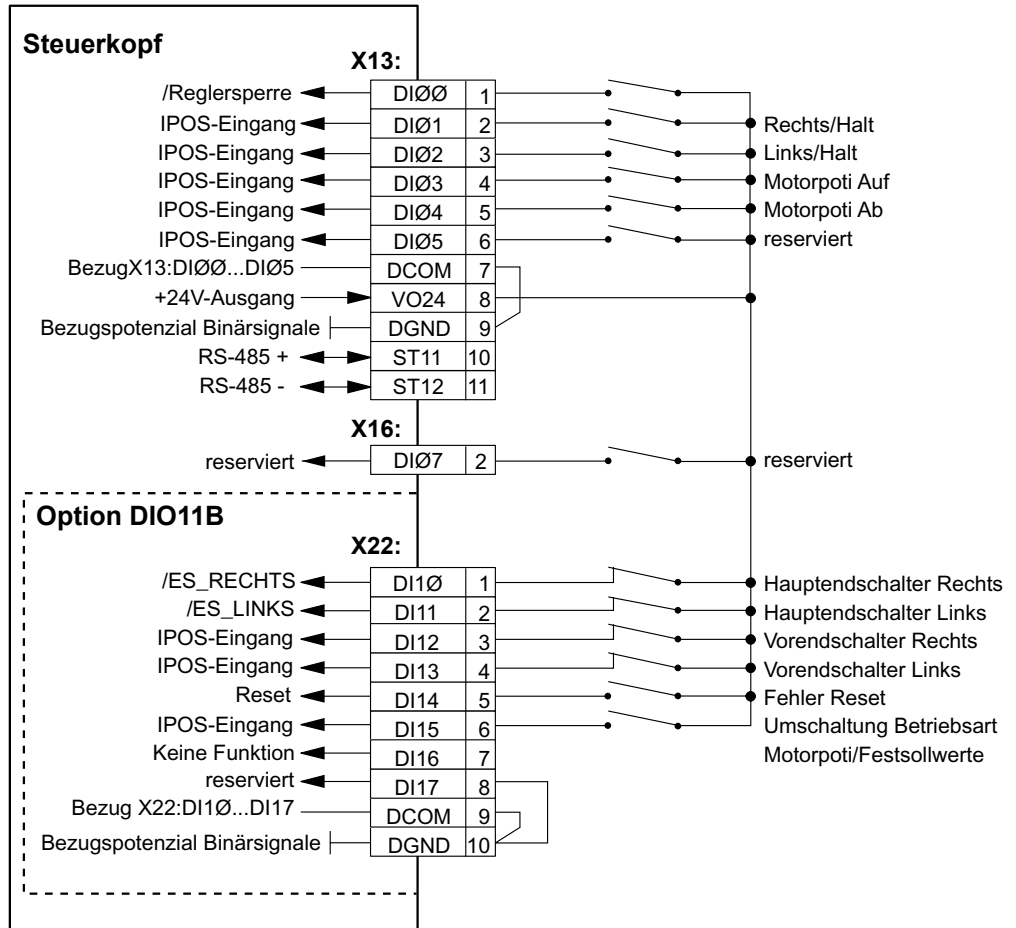 Steuerkopf
X13:
/Reglersperre DIØØ 1
IPOS-Eingang DIØ1 2 Rechts/Halt
IPOS-Eingang DIØ2 3 Links/Halt
IPOS-Eingang DIØ3 4 Motorpoti Auf
IPOS-Eingang DIØ4 5 Motorpoti Ab
IPOS-Eingang DIØ5 6 reserviert
BezugX13:DIØØ...DIØ5 DCOM 7
+24V-Ausgang VO24 8
Bezugspotenzial Binärsignale DGND 9
RS-485 + ST11 10
RS-485 - ST12 11
X16:
reserviert DIØ7 2 reserviert
Option DIO11B
X22:
/ES_RECHTS DI1Ø 1 Hauptendschalter Rechts
/ES_LINKS DI11 2 Hauptendschalter Links
IPOS-Eingang DI12 3 Vorendschalter Rechts
IPOS-Eingang DI13 4 Vorendschalter Links
Reset DI14 5 Fehler Reset
IPOS-Eingang DI15 6 Umschaltung Betriebsart
Keine Funktion DI16 7 Motorpoti/Festsollwerte
reserviert DI17 8
Bezug X22:DI1Ø...DI17 DCOM 9
Bezugspotenzial Binärsignale DGND 10